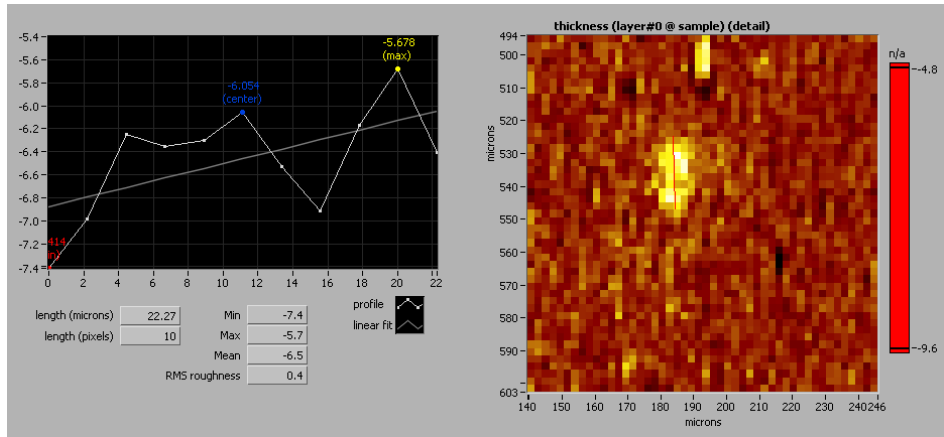 -5.4
-5.6
-5.8
-6.0
-6.2
-6.4
-6.6
-6.8
-7.0
-7.2
-7.4
-5.678
(max)
-6.054
(center)
414
0 2 4 6 8 10 12 14 16 18 20 22
length (microns) 22.27
length (pixels) 10
Min -7.4
Max -5.7
Mean -6.5
RMS roughness 0.4
profile
linear fit
thickness (layer#0 @ sample) (detail)
494
500
510
520
530
540
550
560
570
580
590
603
microns
140 150 160 170 180 190 200 210 220 230 240 246
microns
n/a
-4.8
-9.6